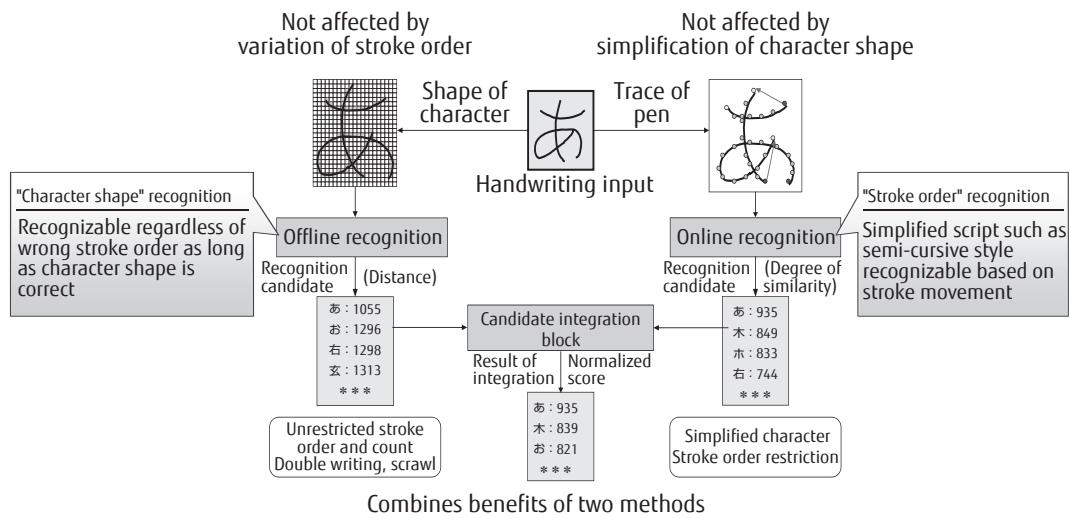 Not affected by
variation of stroke order
Not affected by
simplification of character shape
Shape of
character
Trace of
pen
あ
Handwriting input
"Character shape" recognition
Recognizable regardless of
wrong stroke order as long
as character shape is
correct
"Stroke order" recognition
Simplified script such as
semi-cursive style
recognizable based on
stroke movement
Offline recognition
Online recognition
Recognition
candidate
(Distance)
Recognition
candidate
(Degree of
similarity)
あ：1055
お：1296
右：1298
玄：1313
＊＊＊
Candidate integration
block
あ：935
木：849
ホ：833
右：744
＊＊＊
Result of
integration
Normalized
score
あ：935
木：839
お：821
＊＊＊
Unrestricted stroke
order and count
Double writing, scrawl
Simplified character
Stroke order restriction
Combines benefits of two methods